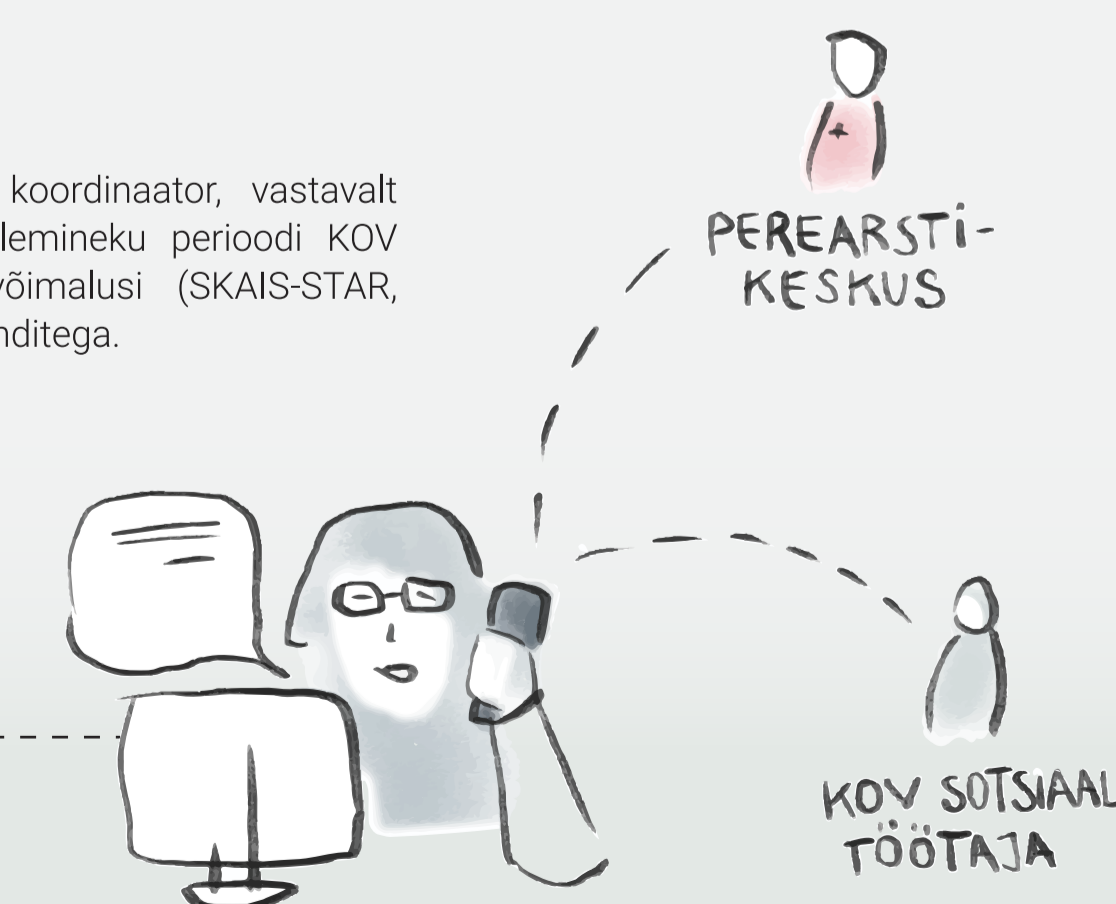 koordinaator, vastavalt
lemineku perioodi KOV
võimalusi (SKAIS-STAR,
nditega.
PEREARSTI-
KESKUS
KOV SOTSIAAL
TÖÖTAJA